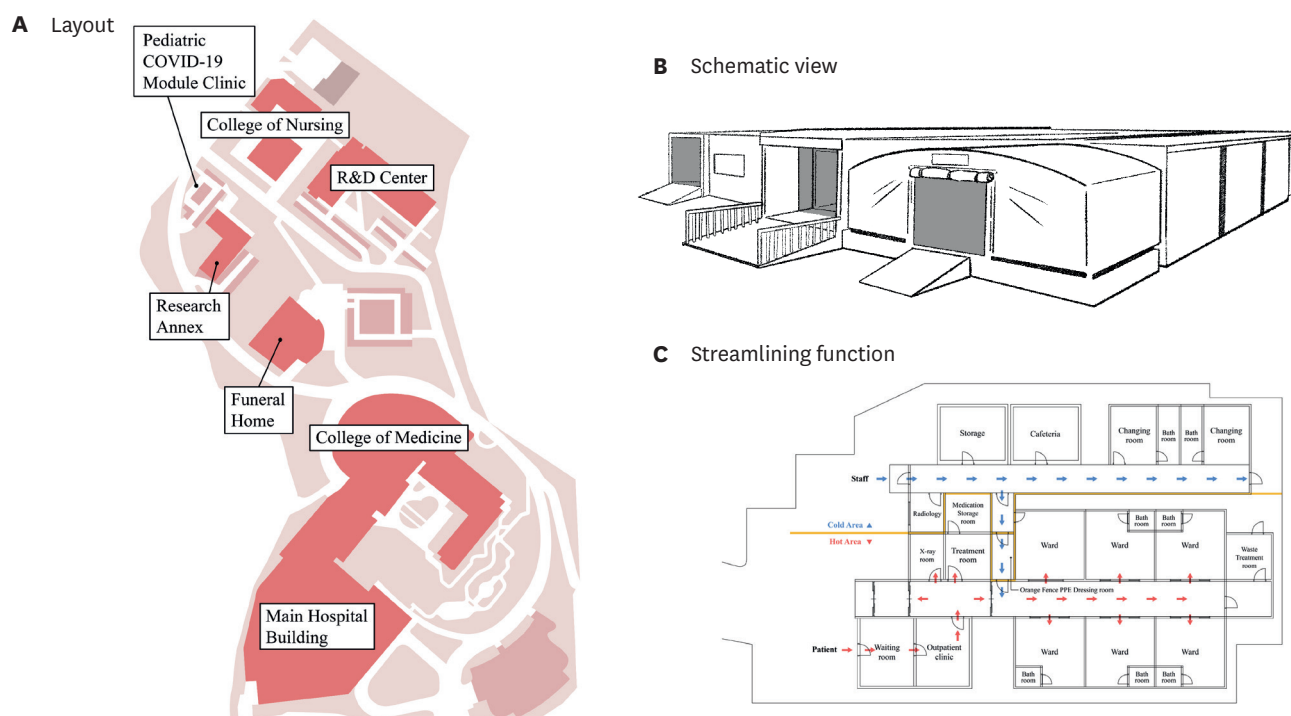 A Layout
Pediatric
COVID-19
Module Clinic
College of Nursing
R&D Center
Research
Annex
Funeral
Home
College of Medicine
Main Hospital
Building
B Schematic view
C Streamlining function
Storage
Cafeteria
Changing
room
Bath
room
Bath
room
Changing
room
Staff
Radiology
Medication
Storage
room
Cold Area ▲
Hot Area ▼
X-ray
room
Treatment
room
Ward
Bath
room
Bath
room
Ward
Ward
Waste
Treatment
room
Orange Fence PPE Dressing room
Patient
Waiting
room
Outpatient
clinic
Ward
Ward
Ward
Bath
room
Bath
room
Bath
room